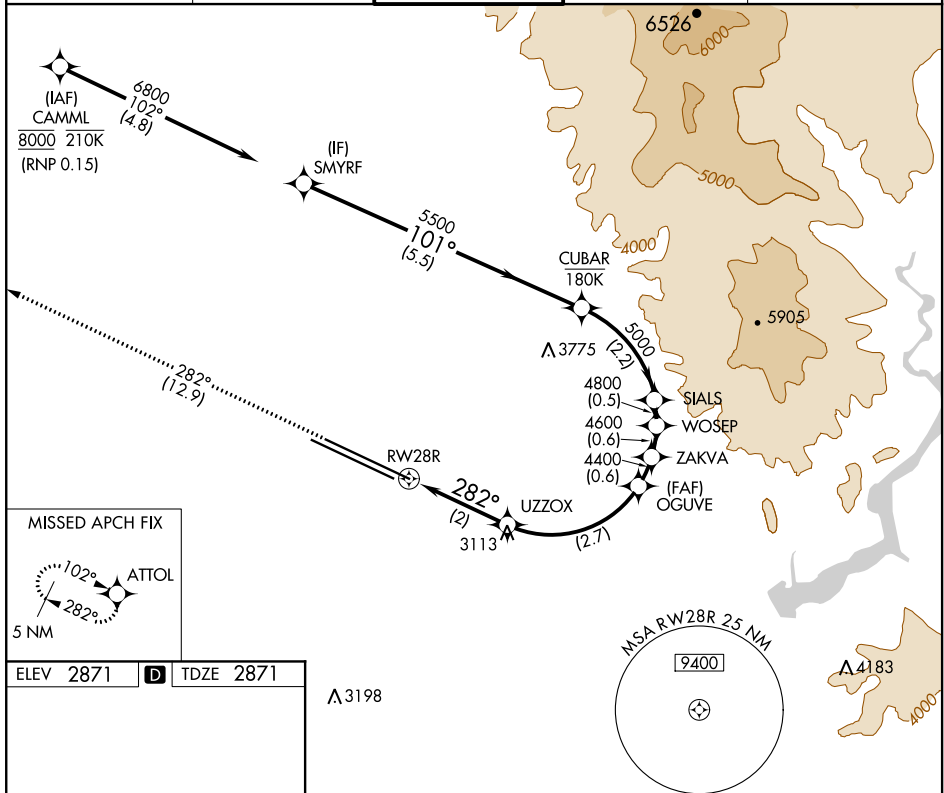 6526
6000
(IAF)
CAMML
8000 210K
(RNP 0.15)
6800
102°
(4.8)
(IF)
SMYRF
5000
5500
101°
(5.5)
4000
CUBAR
180K
5905
3775
5000
(2.2)
282°
(12.9)
4800
(0.5)
SIALS
4600
(0.6)
WOSEP
4400
(0.6)
ZAKVA
(FAF)
OGUVE
RW28R
282°
(2)
UZZOX
3113
(2.7)
MISSED APCH FIX
102°
ATTOL
282°
5 NM
MSA RW28R 25 NM
9400
4183
4000
ELEV 2871 D TDZE 2871
3198